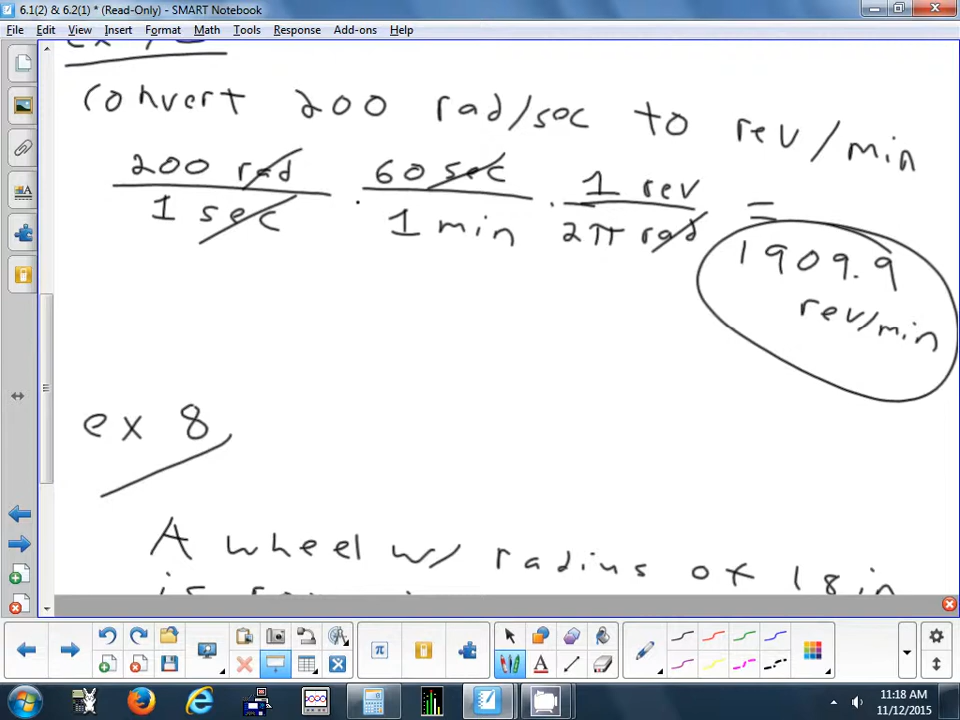 6.1(2) & 6.2(1) * (Read-Only) - SMART Notebook
File Edit View Insert Format Math Tools Response Add-ons Help
convert 200 rad/sec to rev/min
200 rad / 1 sec · 60 sec / 1 min · 1 rev / 2π rad =
1909.9
rev/min
ex 8
A wheel w/ radius of 18 in
is
11:18 AM
11/12/2015